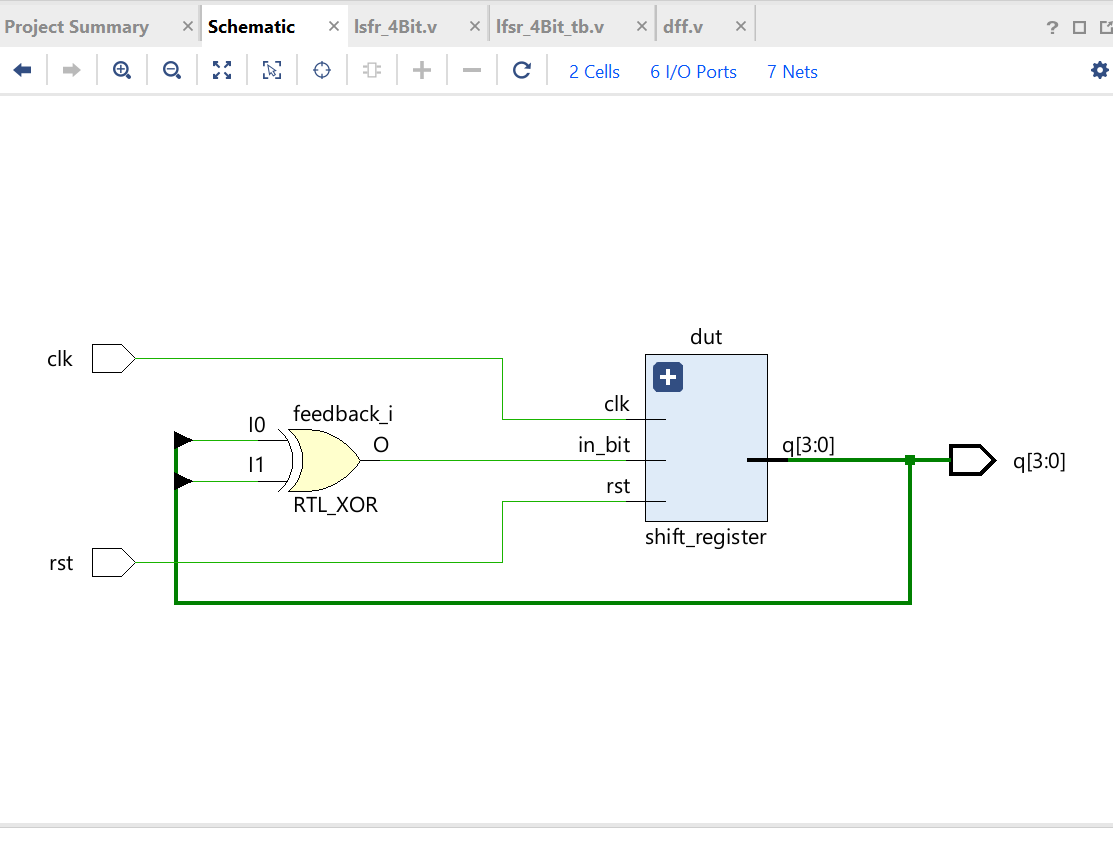 Project Summary × Schematic × lsfr_4Bit.v × lfsr_4Bit_tb.v × dff.v × ?
2 Cells 6 I/O Ports 7 Nets
dut
clk
clk
feedback_i
I0
O
in_bit
q[3:0]
I1
q[3:0]
rst
RTL_XOR
shift_register
rst